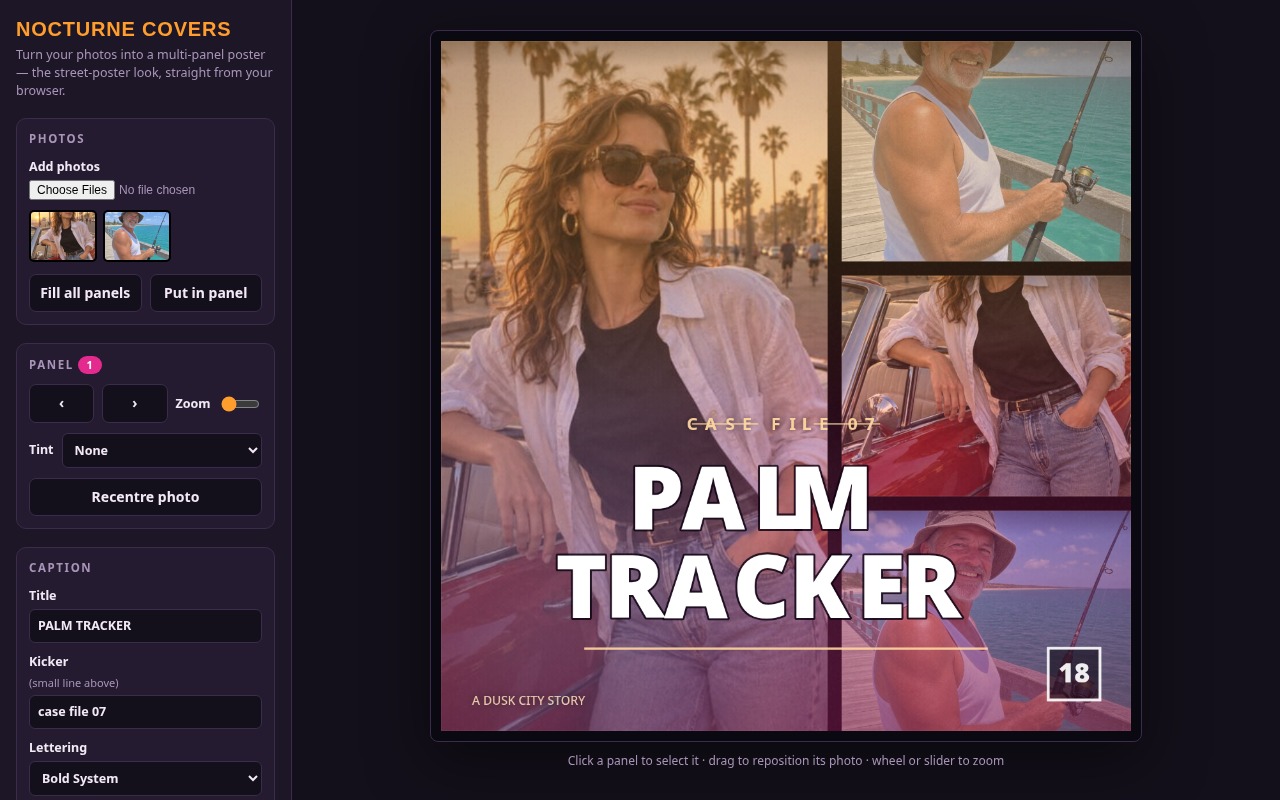 NOCTURNE COVERS
Turn your photos into a multi-panel poster
— the street-poster look, straight from your
browser.
PHOTOS
Add photos
Choose Files No file chosen
Fill all panels Put in panel
PANEL 1
‹ › Zoom
Tint None
Recentre photo
CAPTION
Title
PALM TRACKER
Kicker
(small line above)
case file 07
Lettering
Bold System
CASE FILE 07
PALM
TRACKER
18
A DUSK CITY STORY
Click a panel to select it · drag to reposition its photo · wheel or slider to zoom